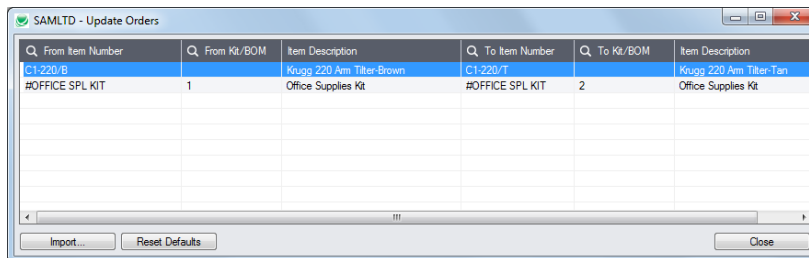 SAMLTD - Update Orders
From Item Number From Kit/BOM Item Description To Item Number To Kit/BOM Item Description
C1-220/B Krugg 220 Arm Tilter-Brown C1-220/T Krugg 220 Arm Tilter-Tan
#OFFICE SPL KIT 1 Office Supplies Kit #OFFICE SPL KIT 2 Office Supplies Kit
Import... Reset Defaults Close